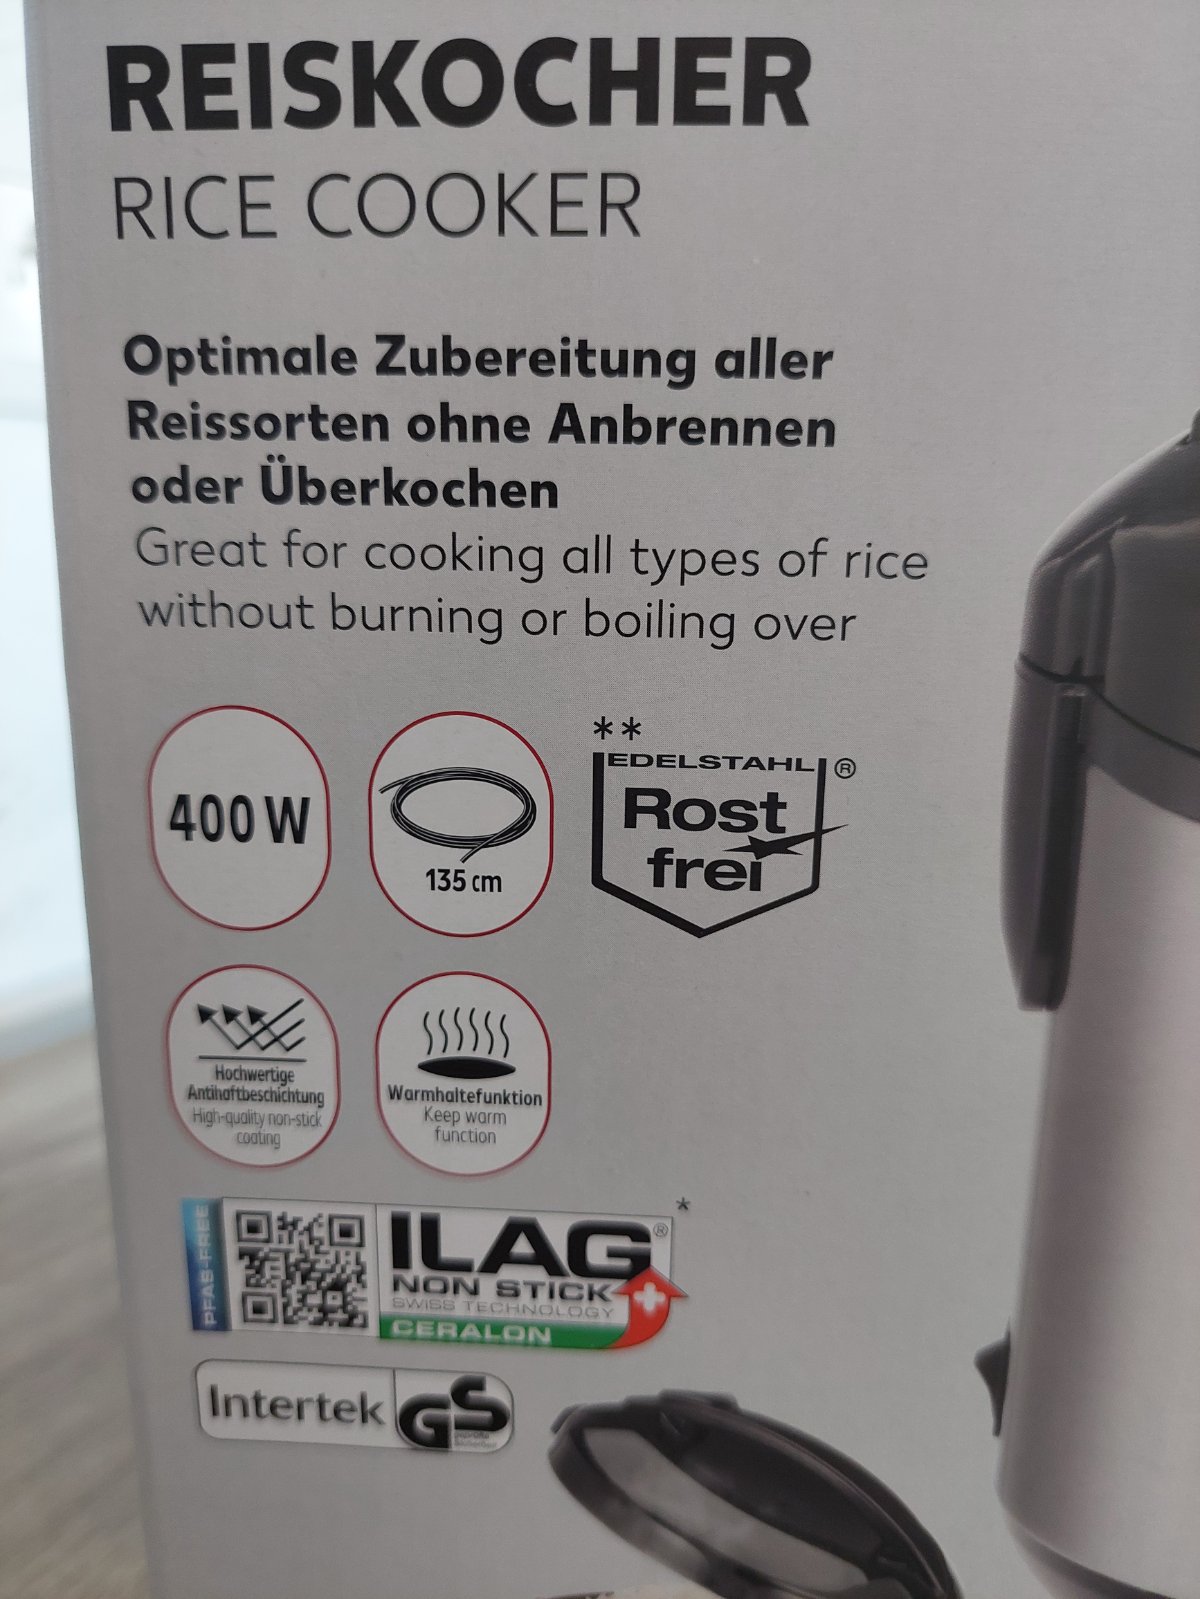 REISKOCHER
RICE COOKER
Optimale Zubereitung aller
Reissorten ohne Anbrennen
oder Überkochen
Great for cooking all types of rice
without burning or boiling over
400 W
135 cm
**
EDELSTAHL ®
Rost
frei
Hochwertige
Antihaftbeschichtung
High-quality non-stick
coating
Warmhaltefunktion
Keep warm
function
PFAS-FREE
ILAG® *
NON STICK
SWISS TECHNOLOGY
CERALON
Intertek
GS
geprüfte
Sicherheit